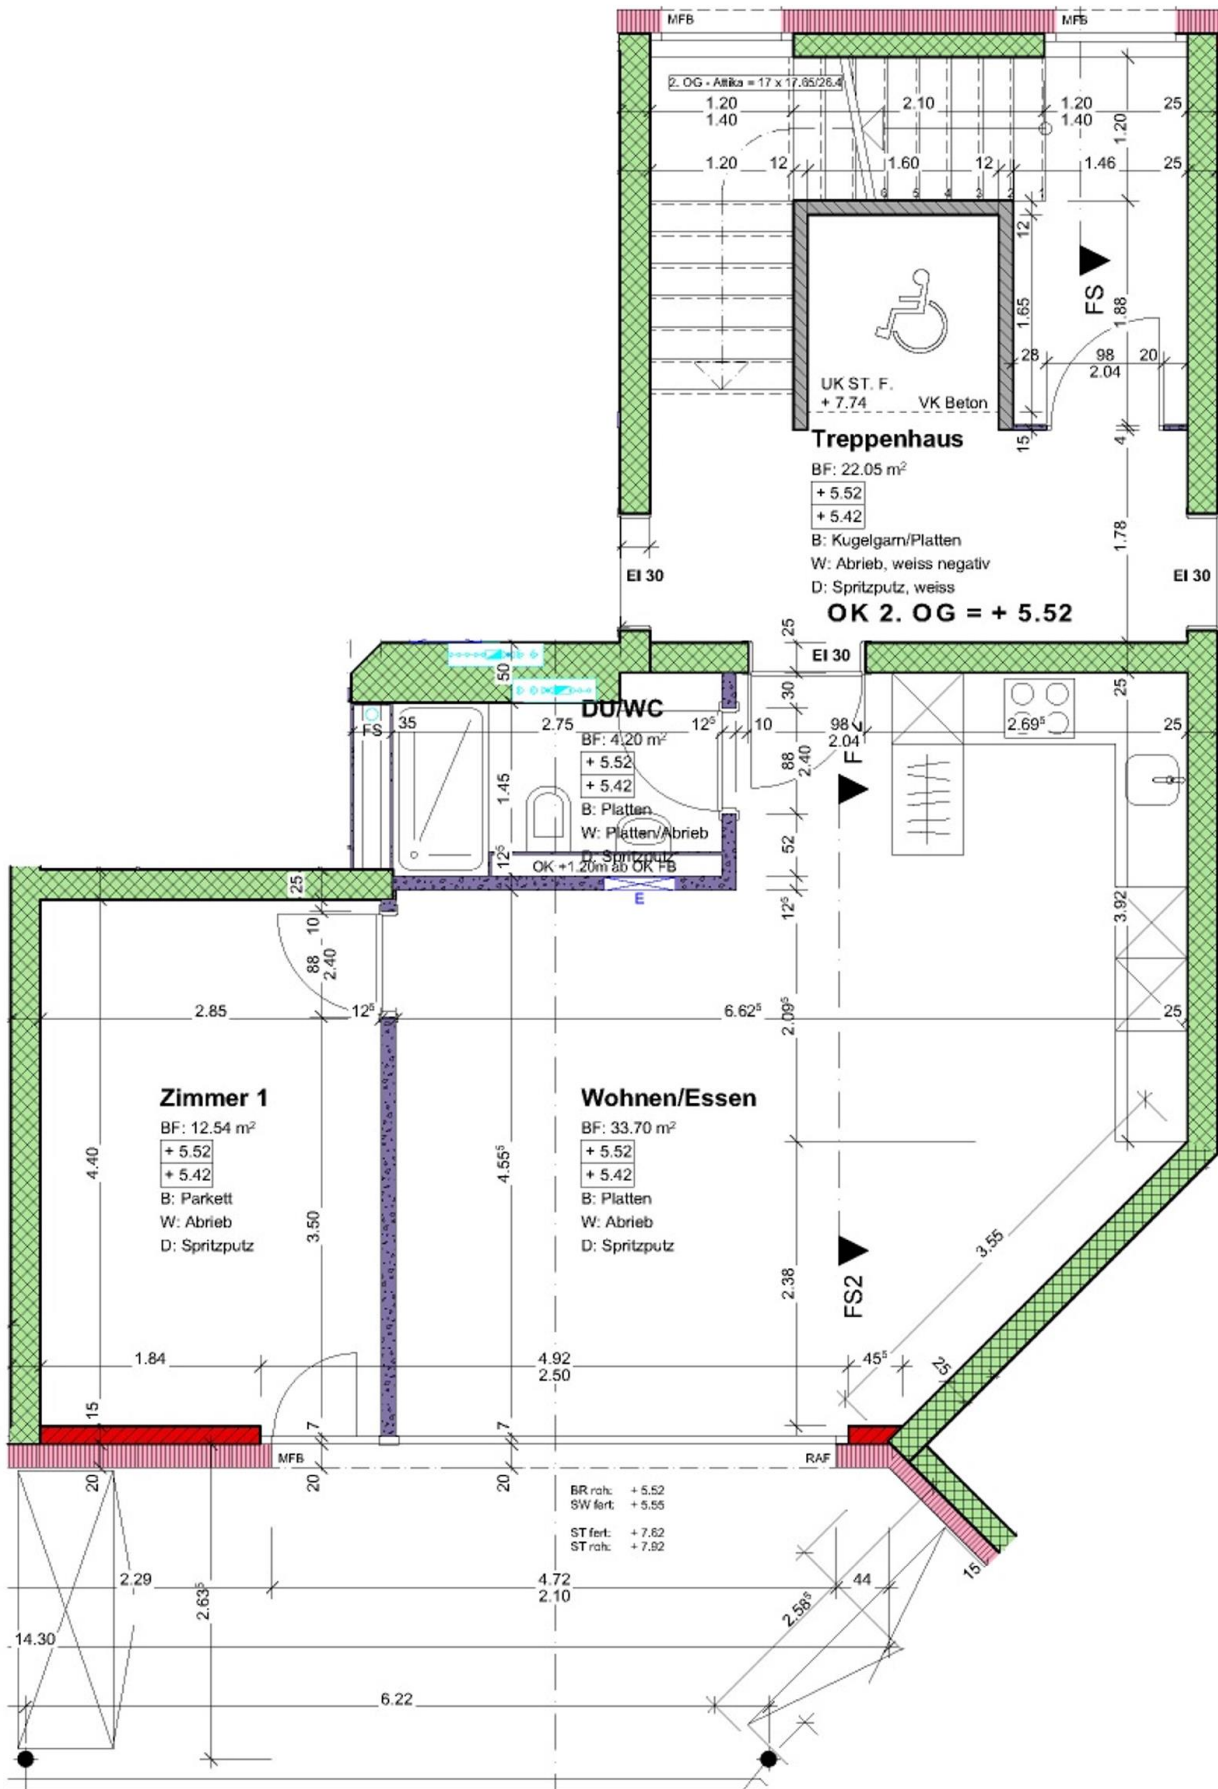 MFB
MFB
2. OG - Attika = 17 x 17.65/26.4
1.20
1.40
2.10
1.20
1.40
25
1.20
1.20
12
1.60
12
1.46
25
6
5
4
3
2
1
12
1.65
1.88
FS
28
98
2.04
20
UK ST. F.
+ 7.74
VK Beton
Treppenhaus
15
4
BF: 22.05 m²
+ 5.52
+ 5.42
B: Kugelgarn/Platten
W: Abrieb, weiss negativ
D: Spritzputz, weiss
1.78
EI 30
EI 30
OK 2. OG = + 5.52
25
EI 30
50
30
25
DU/WC
FS
35
2.75
12⁵
10
98
2.04
2.69⁵
25
BF: 4.20 m²
+ 5.52
+ 5.42
B: Platten
W: Platten/Abrieb
D: Spritzputz
1.45
88
2.40
52
12⁵
OK +1.20m ab OK FB
E
25
12⁵
3.92
10
88
2.40
2.85
12⁵
6.62⁵
2.09⁵
25
Zimmer 1
BF: 12.54 m²
+ 5.52
+ 5.42
B: Parkett
W: Abrieb
D: Spritzputz
Wohnen/Essen
BF: 33.70 m²
+ 5.52
+ 5.42
B: Platten
W: Abrieb
D: Spritzputz
4.40
3.50
4.55⁵
2.38
FS2
3.55
1.84
4.92
2.50
45⁵
25
15
7
7
MFB
RAF
20
20
20
BR roh: + 5.52
SW fert: + 5.55
ST fert: + 7.62
ST roh: + 7.92
15
2.29
2.63⁵
4.72
2.10
44
2.58⁵
14.30
6.22